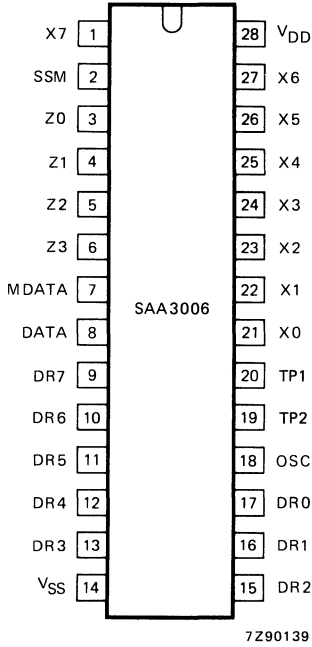 X7 1 28 VDD
SSM 2 27 X6
Z0 3 26 X5
Z1 4 25 X4
Z2 5 24 X3
Z3 6 23 X2
MDATA 7 22 X1
SAA3006
DATA 8 21 X0
DR7 9 20 TP1
DR6 10 19 TP2
DR5 11 18 OSC
DR4 12 17 DR0
DR3 13 16 DR1
VSS 14 15 DR2
7Z90139